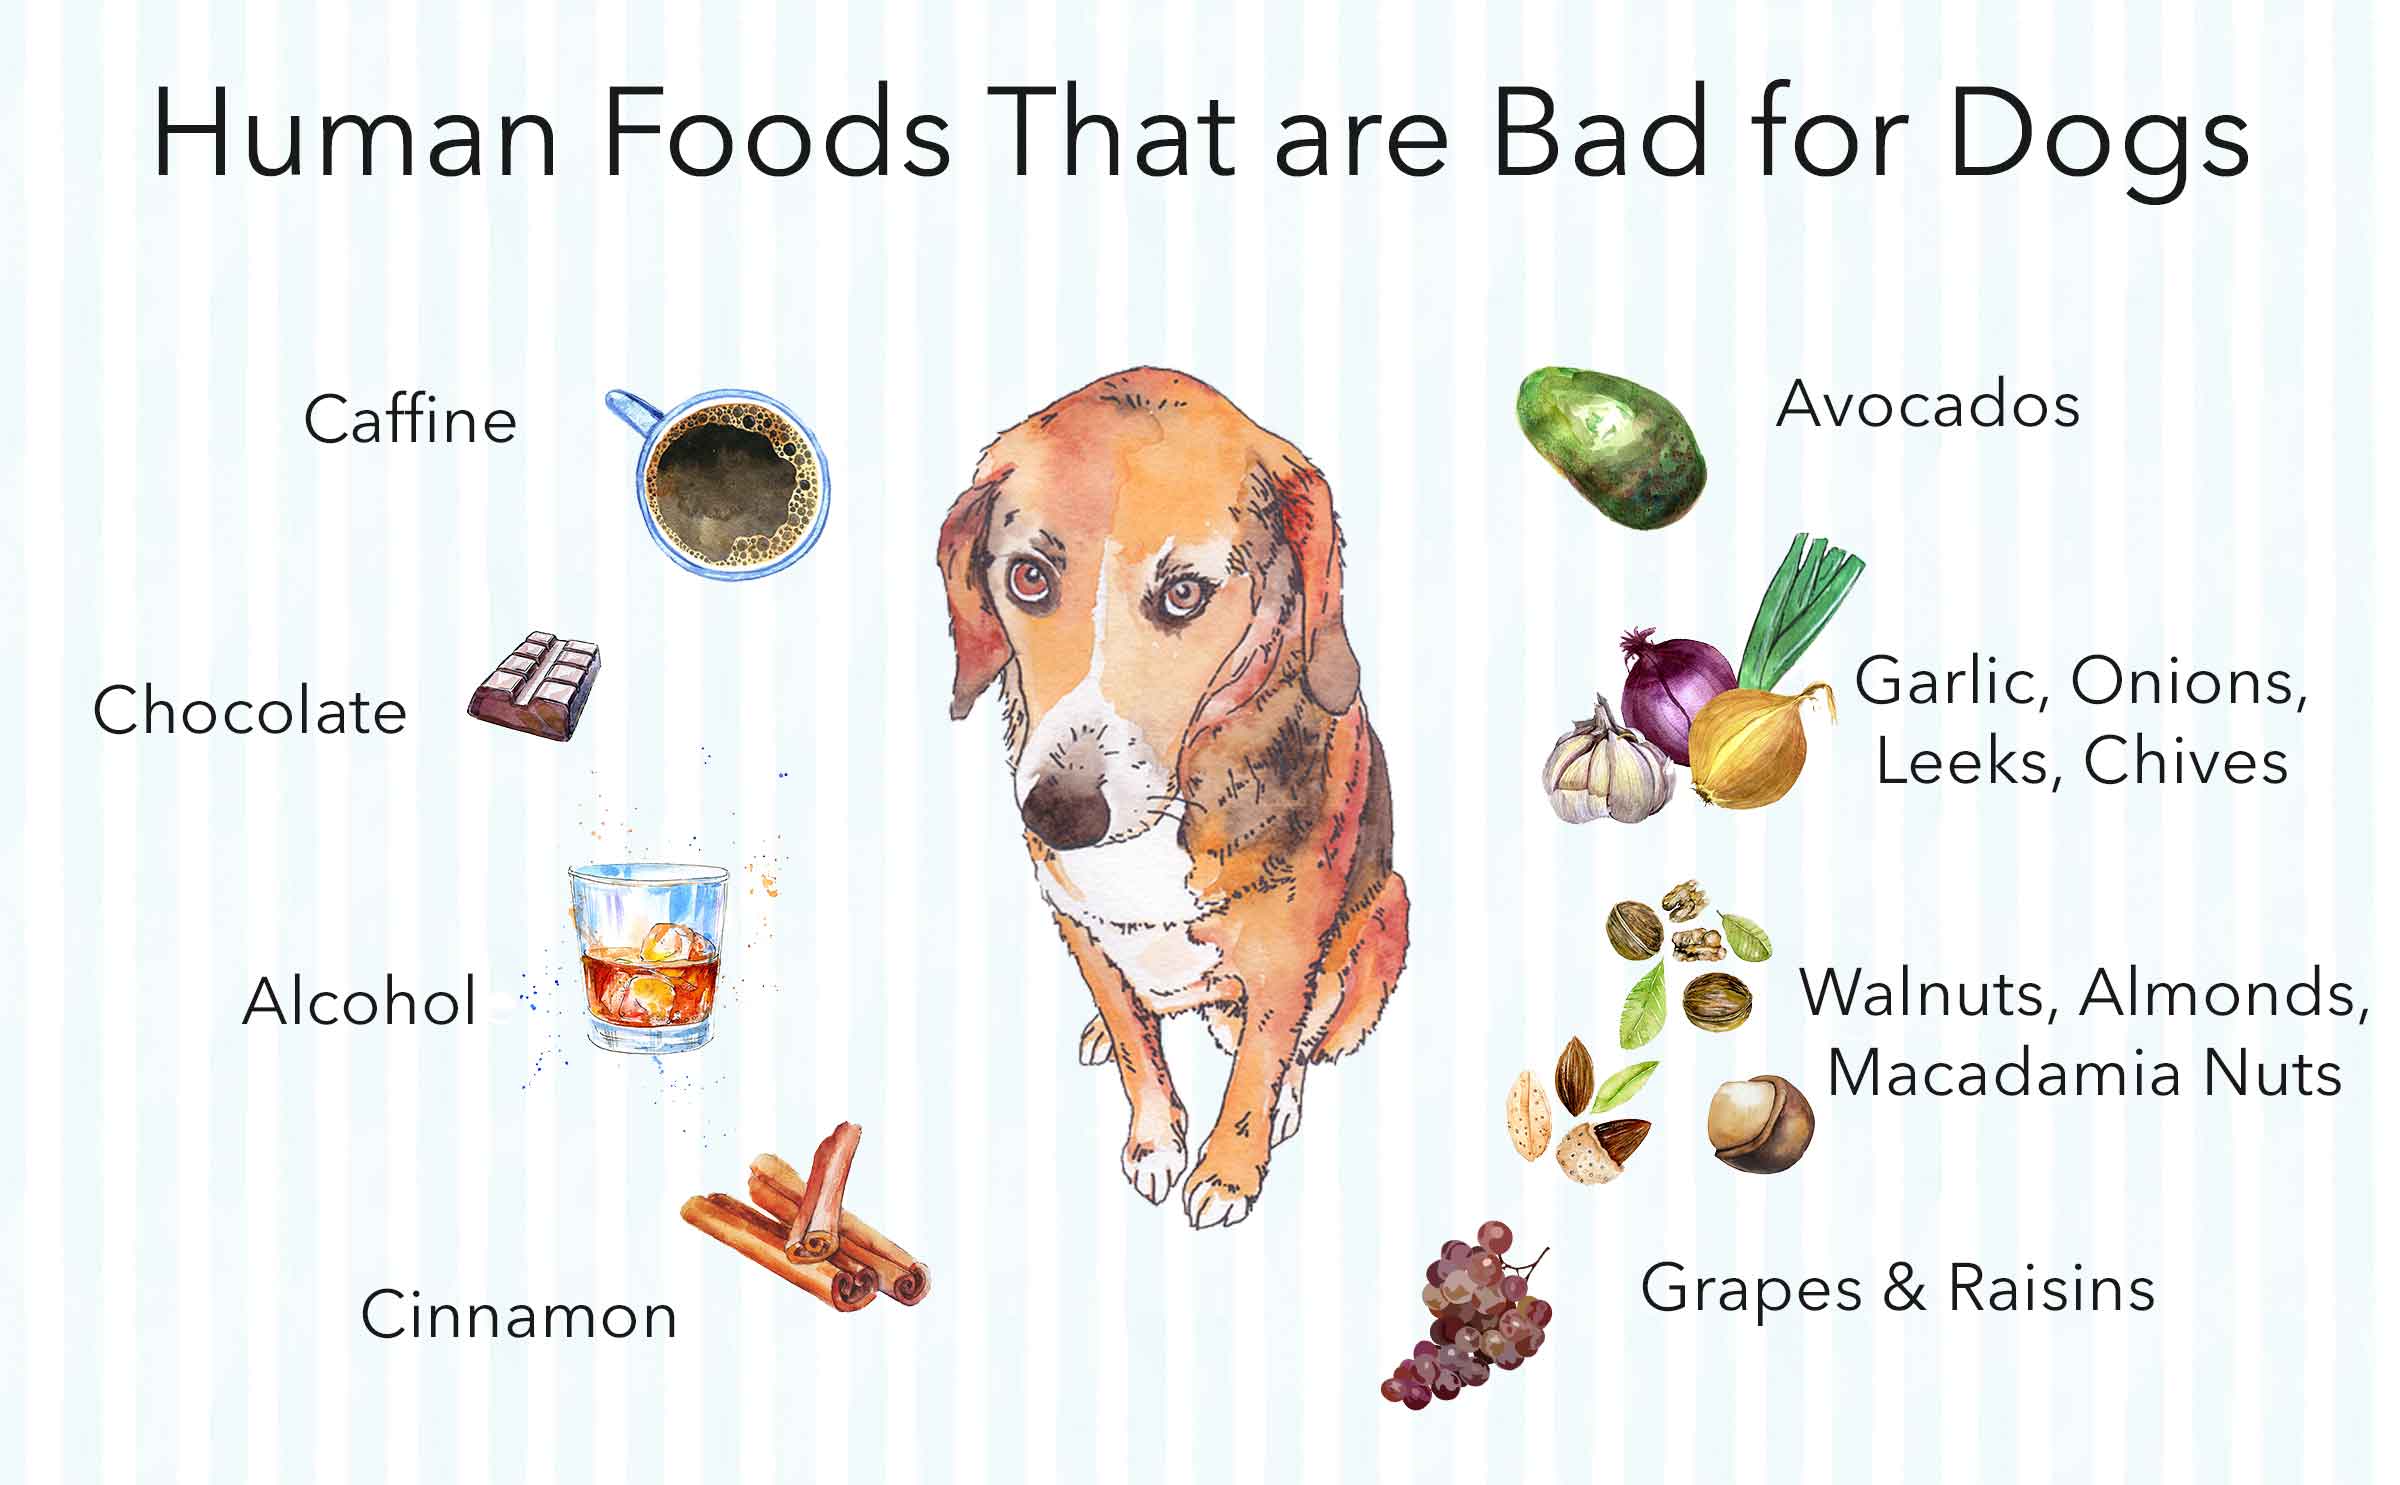 Human Foods That are Bad for Dogs
Caffine
Chocolate
Alcohol
Cinnamon
Avocados
Garlic, Onions,
Leeks, Chives
Walnuts, Almonds,
Macadamia Nuts
Grapes & Raisins